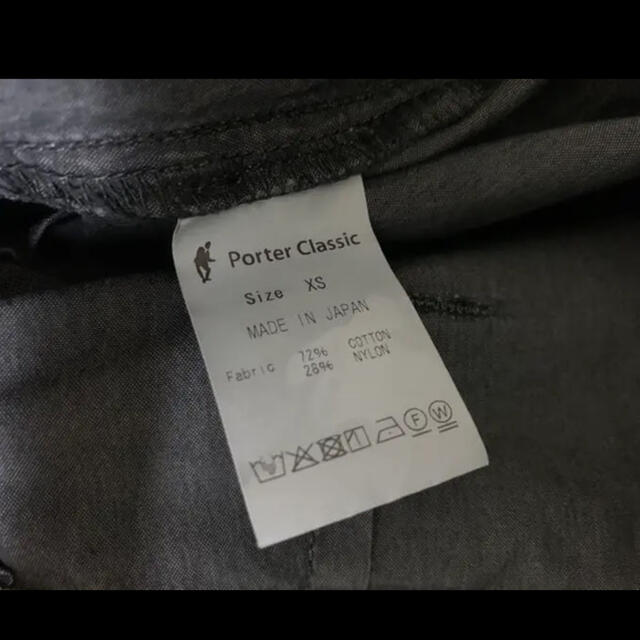 Porter Classic
Size XS
MADE IN JAPAN
Fabric 72% COTTON
28% NYLON
F W